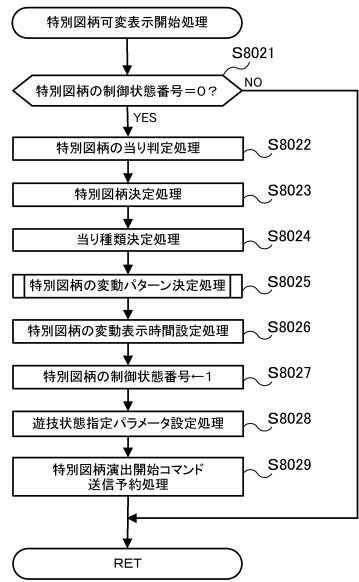 特別図柄可変表示開始処理
S8021
特別図柄の制御状態番号=0?
NO
YES
特別図柄の当り判定処理
S8022
特別図柄決定処理
S8023
当り種類決定処理
S8024
特別図柄の変動パターン決定処理
S8025
特別図柄の変動表示時間設定処理
S8026
特別図柄の制御状態番号←1
S8027
遊技状態指定パラメータ設定処理
S8028
特別図柄演出開始コマンド
送信予約処理
S8029
RET